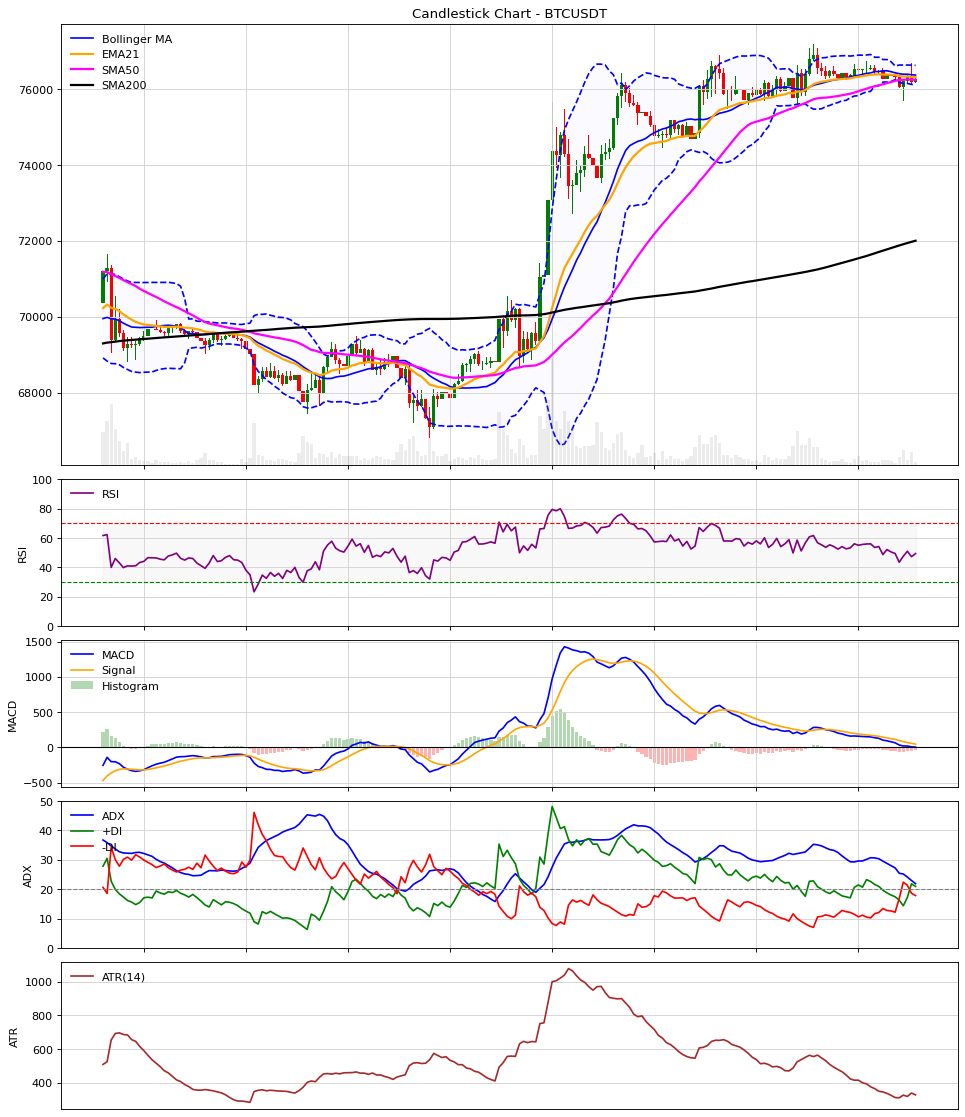 Candlestick Chart - BTCUSDT
Bollinger MA
EMA21
SMA50
SMA200
76000
74000
72000
70000
68000
RSI
RSI
100
80
60
40
20
0
MACD
Signal
Histogram
MACD
1500
1000
500
0
−500
ADX
+DI
-DI
ADX
50
40
30
20
10
0
ATR(14)
ATR
1000
800
600
400